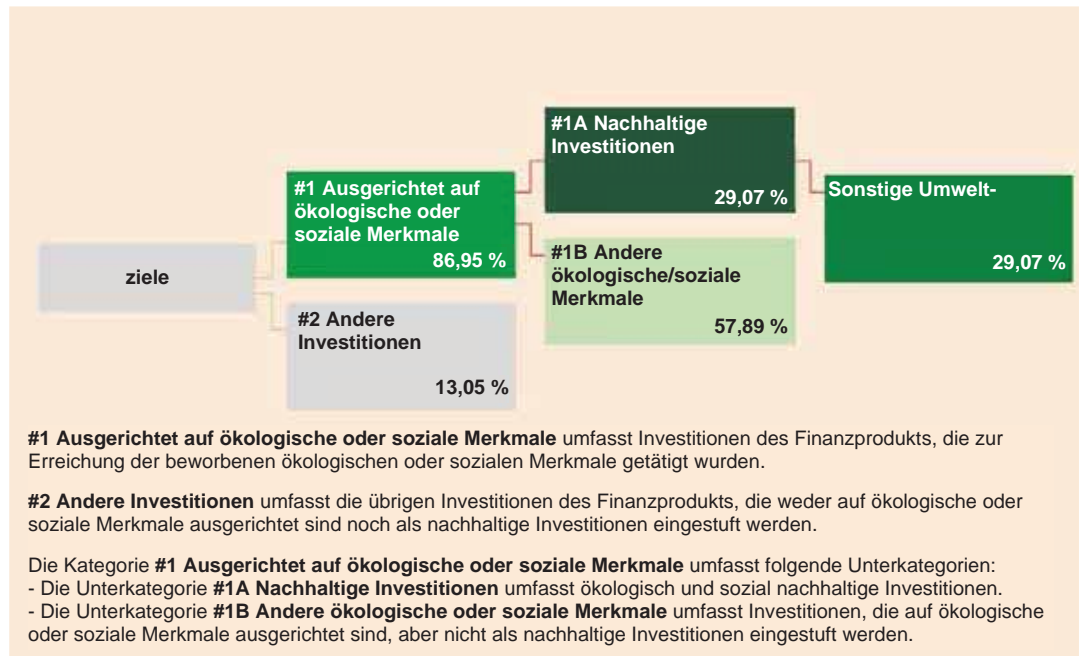 #1A Nachhaltige
Investitionen
29,07 %
#1 Ausgerichtet auf
ökologische oder
soziale Merkmale
86,95 %
Sonstige Umwelt-
29,07 %
ziele
#1B Andere
ökologische/soziale
Merkmale
57,89 %
#2 Andere
Investitionen
13,05 %
#1 Ausgerichtet auf ökologische oder soziale Merkmale umfasst Investitionen des Finanzprodukts, die zur
Erreichung der beworbenen ökologischen oder sozialen Merkmale getätigt wurden.
#2 Andere Investitionen umfasst die übrigen Investitionen des Finanzprodukts, die weder auf ökologische oder
soziale Merkmale ausgerichtet sind noch als nachhaltige Investitionen eingestuft werden.
Die Kategorie #1 Ausgerichtet auf ökologische oder soziale Merkmale umfasst folgende Unterkategorien:
- Die Unterkategorie #1A Nachhaltige Investitionen umfasst ökologisch und sozial nachhaltige Investitionen.
- Die Unterkategorie #1B Andere ökologische oder soziale Merkmale umfasst Investitionen, die auf ökologische
oder soziale Merkmale ausgerichtet sind, aber nicht als nachhaltige Investitionen eingestuft werden.